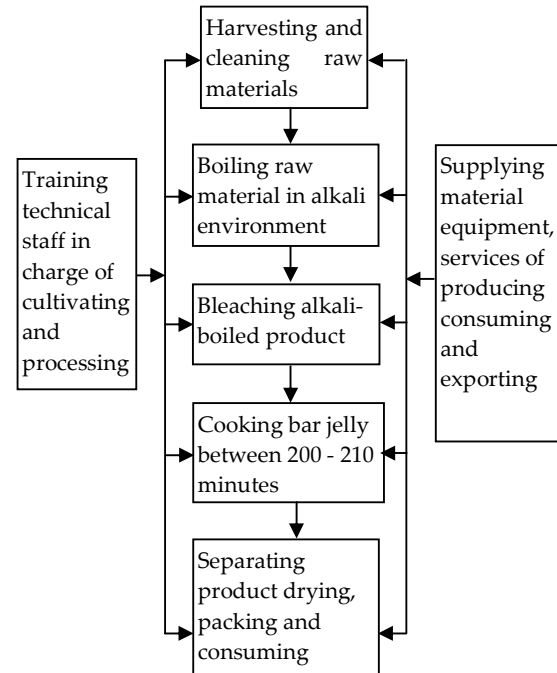 Harvesting and
cleaning raw
materials
Boiling raw
material in alkali
environment
Training
technical
staff in
charge of
cultivating
and
processing
Supplying
material
equipment,
services of
producing
consuming
and
exporting
Bleaching alkali-
boiled product
Cooking bar jelly
between 200 - 210
minutes
Separating
product drying,
packing and
consuming